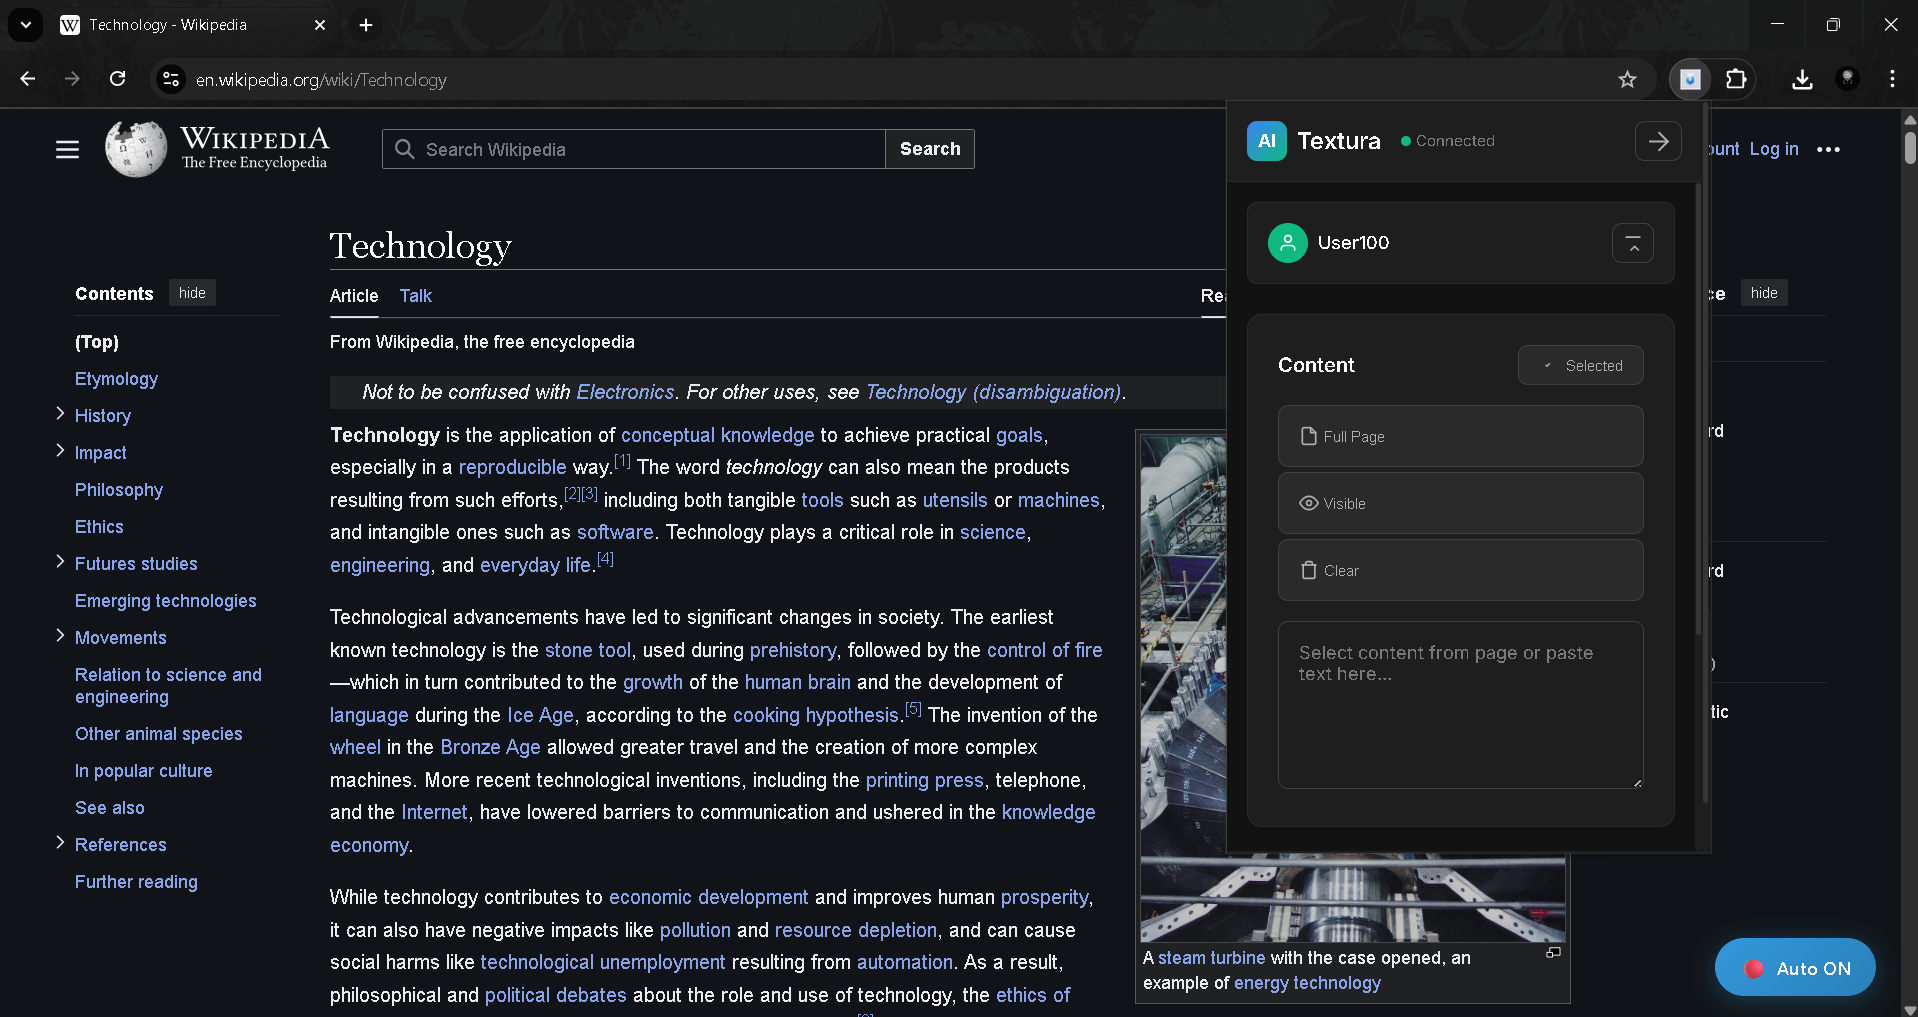 Technology - Wikipedia
en.wikipedia.org/wiki/Technology
WIKIPEDIA
The Free Encyclopedia
Search Wikipedia
Search
Log in
Technology
Contents
hide
(Top)
Etymology
History
Impact
Philosophy
Ethics
Futures studies
Emerging technologies
Movements
Relation to science and
engineering
Other animal species
In popular culture
See also
References
Further reading
Article
Talk
From Wikipedia, the free encyclopedia
Not to be confused with Electronics. For other uses, see Technology (disambiguation).
Technology is the application of conceptual knowledge to achieve practical goals,
especially in a reproducible way.[1] The word technology can also mean the products
resulting from such efforts,[2][3] including both tangible tools such as utensils or machines,
and intangible ones such as software. Technology plays a critical role in science,
engineering, and everyday life.[4]
Technological advancements have led to significant changes in society. The earliest
known technology is the stone tool, used during prehistory, followed by the control of fire
—which in turn contributed to the growth of the human brain and the development of
language during the Ice Age, according to the cooking hypothesis.[5] The invention of the
wheel in the Bronze Age allowed greater travel and the creation of more complex
machines. More recent technological inventions, including the printing press, telephone,
and the Internet, have lowered barriers to communication and ushered in the knowledge
economy.
While technology contributes to economic development and improves human prosperity,
it can also have negative impacts like pollution and resource depletion, and can cause
social harms like technological unemployment resulting from automation. As a result,
philosophical and political debates about the role and use of technology, the ethics of
A steam turbine with the case opened, an
example of energy technology
AI Textura
Connected
User100
Content
Selected
Full Page
Visible
Clear
Select content from page or paste
text here...
hide
Auto ON